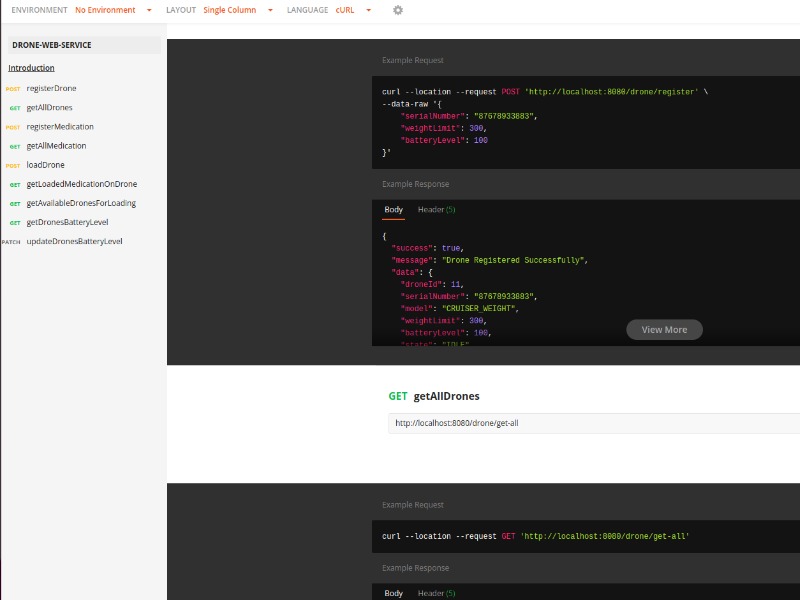 ENVIRONMENT No Environment LAYOUT Single Column LANGUAGE cURL
DRONE-WEB-SERVICE
Introduction
POST registerDrone
GET getAllDrones
POST registerMedication
GET getAllMedication
POST loadDrone
GET getLoadedMedicationOnDrone
GET getAvailableDronesForLoading
GET getDronesBatteryLevel
PATCH updateDronesBatteryLevel
Example Request
curl --location --request POST 'http://localhost:8080/drone/register' \
--data-raw '{
"serialNumber": "87678933883",
"weightLimit": 300,
"batteryLevel": 100
}'
Example Response
Body Header (5)
{
"success": true,
"message": "Drone Registered Successfully",
"data": {
"droneId": 11,
"serialNumber": "87678933883",
"model": "CRUISER_WEIGHT",
"weightLimit": 300,
"batteryLevel": 100,
"state": "IDLE"
View More
GET getAllDrones
http://localhost:8080/drone/get-all
Example Request
curl --location --request GET 'http://localhost:8080/drone/get-all'
Example Response
Body Header (5)